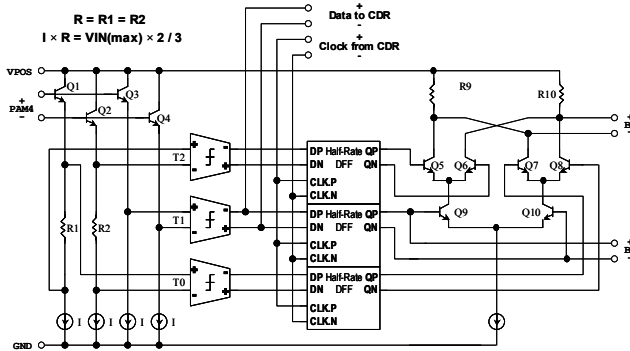 R = R1 = R2
I × R = VIN(max) × 2 / 3
+
Data to CDR
-
+
Clock from CDR
-
VPOS
Q1
Q3
+
PAM4
-
Q2
Q4
R9
R10
+
B
-
T2
+
-
-
+
DP Half-Rate QP
DN DFF QN
CLK.P
CLK.N
Q5
Q6
Q7
Q8
T1
+
-
-
+
DP Half-Rate QP
DN DFF QN
CLK.P
CLK.N
Q9
Q10
R1
R2
T0
+
-
-
+
DP Half-Rate QP
DN DFF QN
CLK.P
CLK.N
+
B
-
I
I
I
I
GND